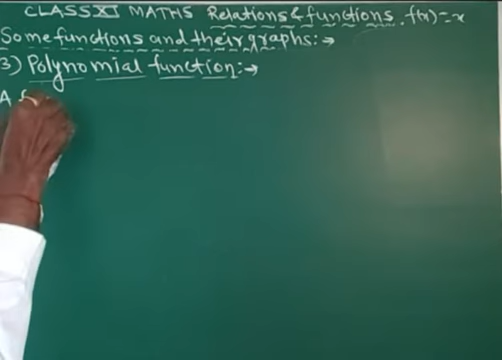 CLASS XI MATHS Relations & functions. f(x)=x
Some functions and their graphs:→
3) Polynomial function:→
A